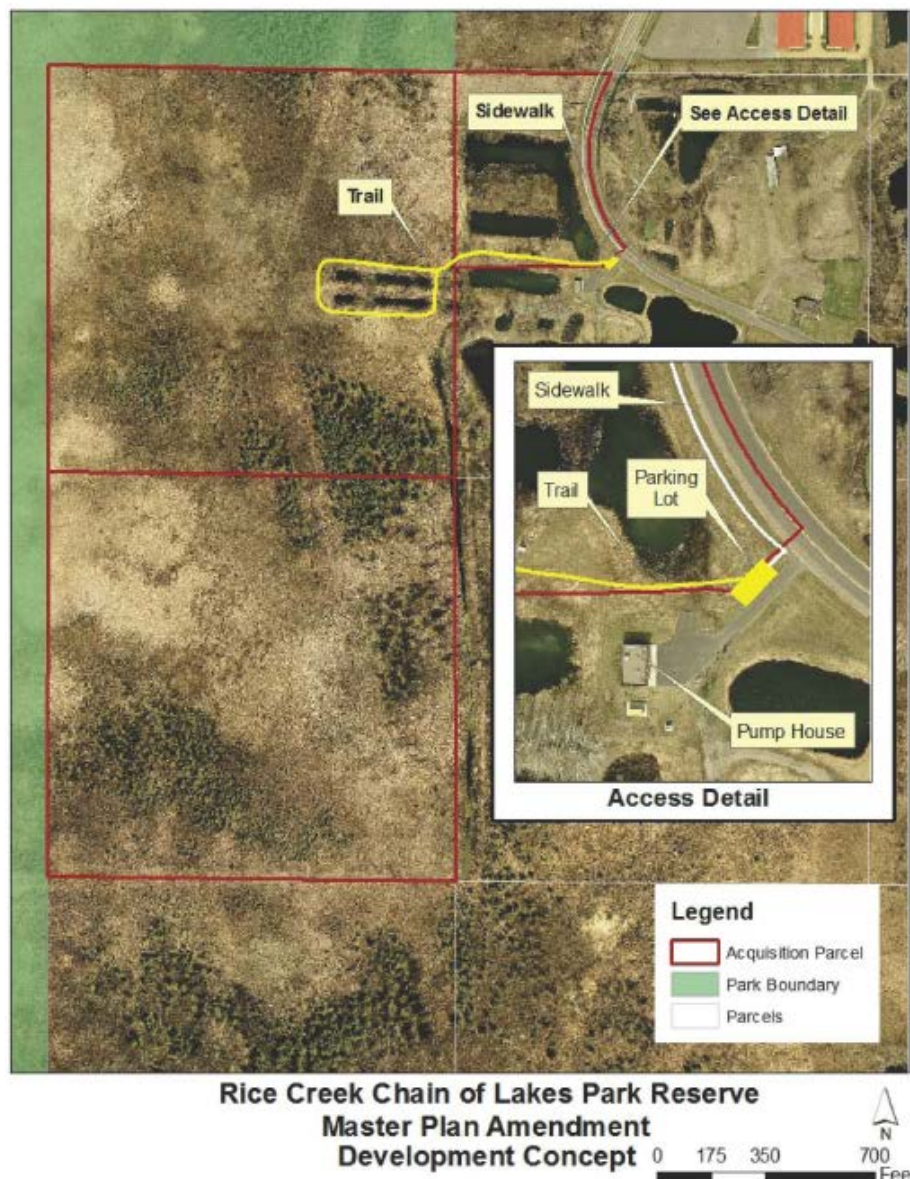 Sidewalk
See Access Detail
Trail
Sidewalk
Trail
Parking
Lot
Pump House
Access Detail
Legend
Acquisition Parcel
Park Boundary
Parcels
Rice Creek Chain of Lakes Park Reserve
Master Plan Amendment
Development Concept
N
0 175 350 700
Fee